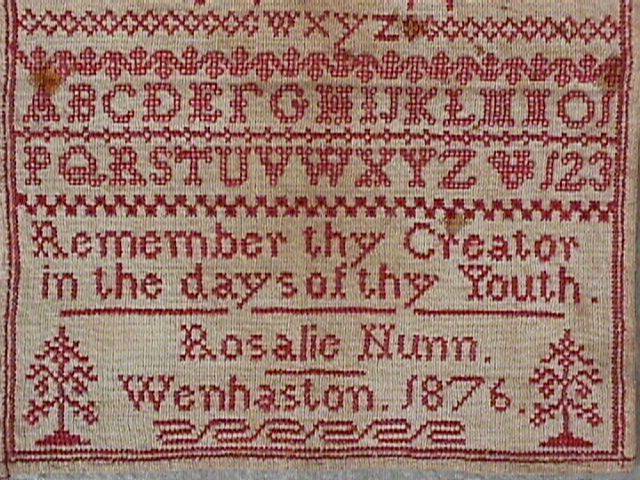 wxyz
ABCDEFGHIJKLMNO
PQRSTUVWXYZ 123
Remember thy Creator
in the days of thy Youth.
Rosalie Nunn.
Wenhaston. 1876.